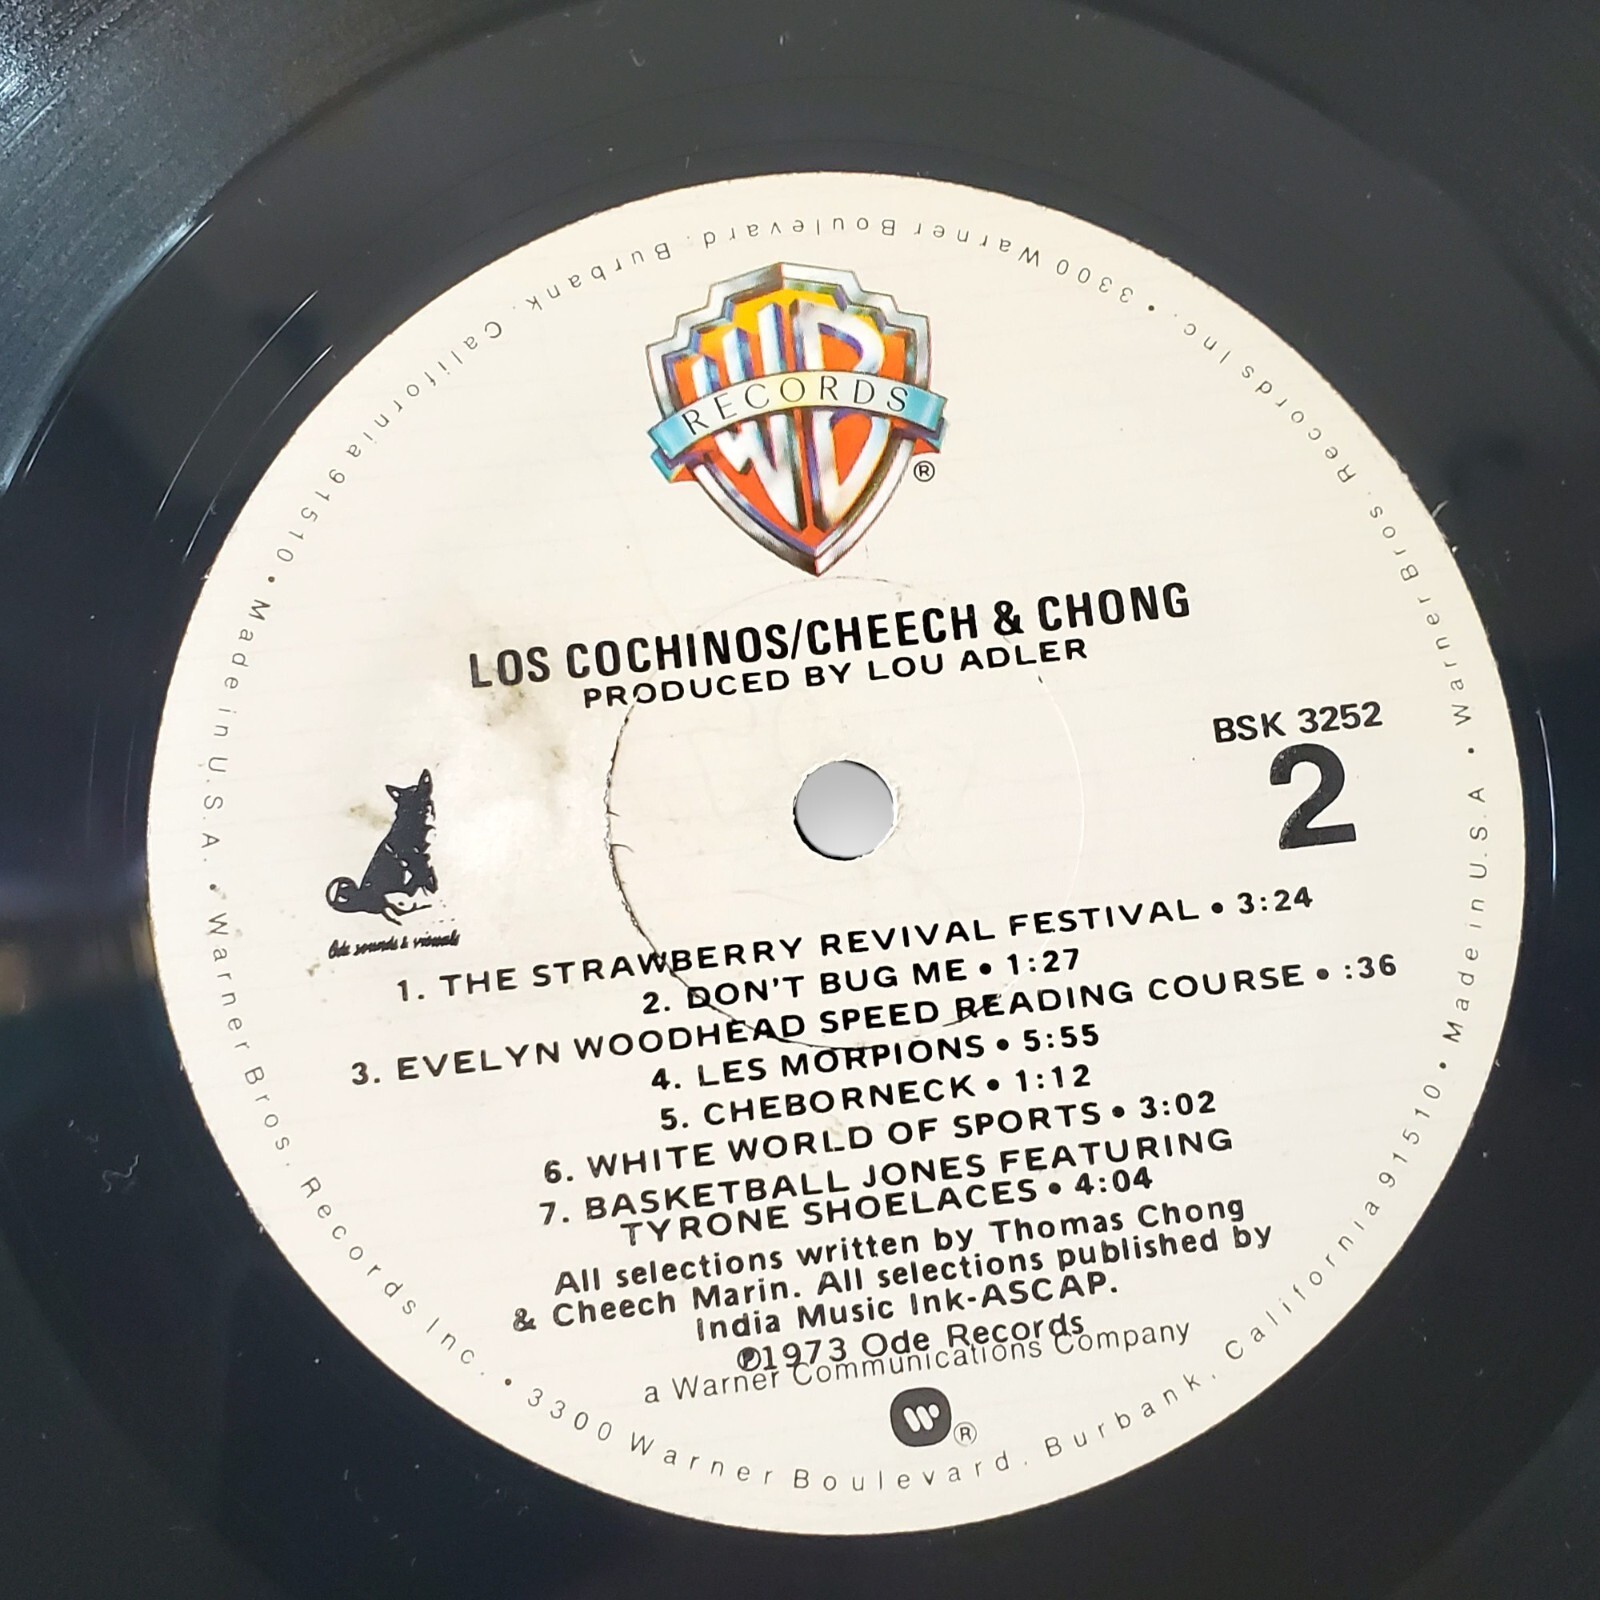 WB
RECORDS
®
LOS COCHINOS/CHEECH & CHONG
PRODUCED BY LOU ADLER
BSK 3252
2
Ode sounds & visuals
1. THE STRAWBERRY REVIVAL FESTIVAL • 3:24
2. DON'T BUG ME • 1:27
3. EVELYN WOODHEAD SPEED READING COURSE • :36
4. LES MORPIONS • 5:55
5. CHEBORNECK • 1:12
6. WHITE WORLD OF SPORTS • 3:02
7. BASKETBALL JONES FEATURING
TYRONE SHOELACES • 4:04
All selections written by Thomas Chong
& Cheech Marin. All selections published by
India Music Ink-ASCAP.
℗1973 Ode Records
a Warner Communications Company
W ®
Warner Bros. Records Inc. • 3300 Warner Boulevard. Burbank. California 91510 • Made in U.S.A. • Warner Bros. Records Inc. • 3300 Warner Boulevard. Burbank. California 91510 • Made in U.S.A •